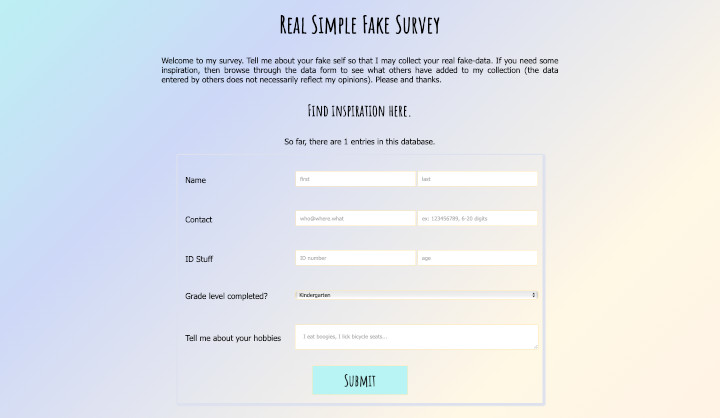 Real Simple Fake Survey
Welcome to my survey. Tell me about your fake self so that I may collect your real fake-data. If you need some
inspiration, then browse through the data form to see what others have added to my collection (the data
entered by others does not necessarily reflect my opinions). Please and thanks.
Find inspiration here.
So far, there are 1 entries in this database.
Name first last
Contact who@where.what ex: 123456789, 6-20 digits
ID Stuff ID number age
Grade level completed? Kindergarten
Tell me about your hobbies I eat boogies, I lick bicycle seats...
Submit